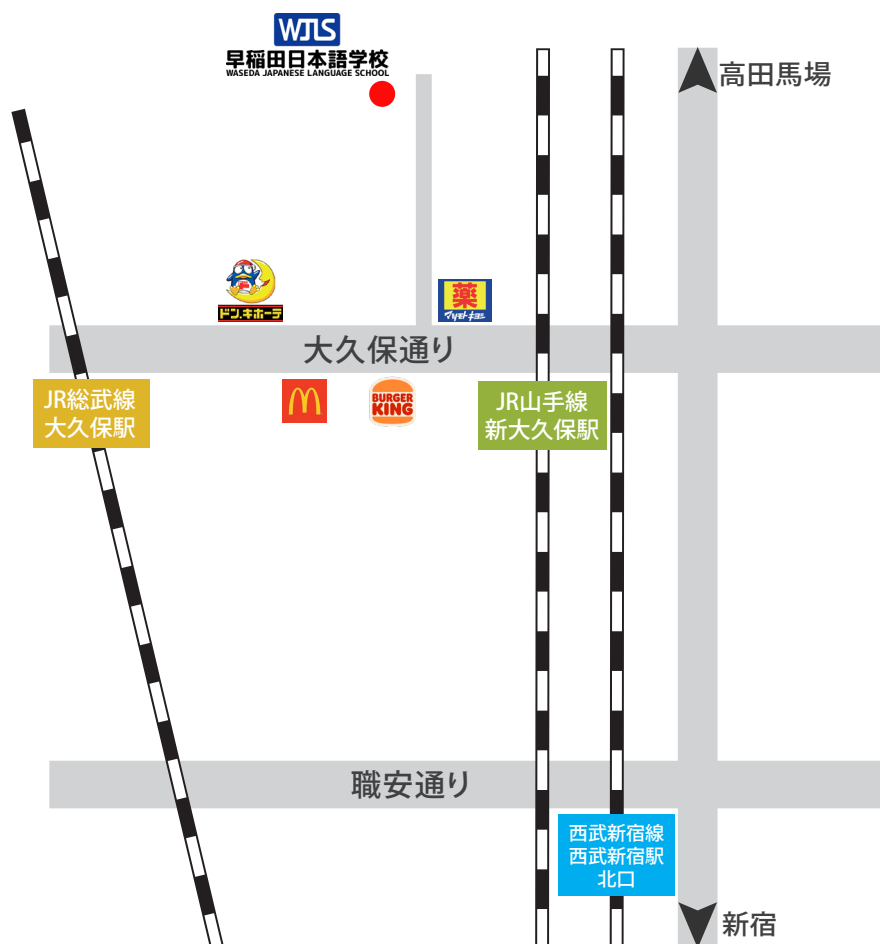 WJLS
早稲田日本語学校
WASEDA JAPANESE LANGUAGE SCHOOL
高田馬場
ドン.キホーテ
薬
マツモトキヨシ
大久保通り
JR総武線
大久保駅
BURGER
KING
JR山手線
新大久保駅
職安通り
西武新宿線
西武新宿駅
北口
新宿